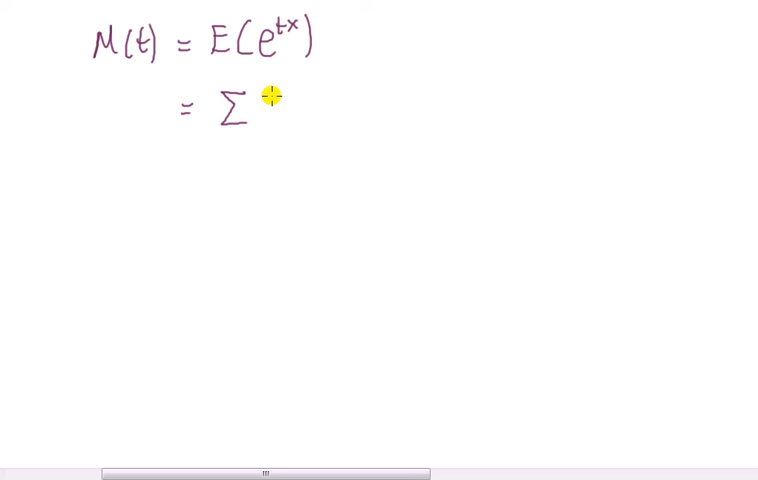 M(t) = E(e^{tx})
= Σ